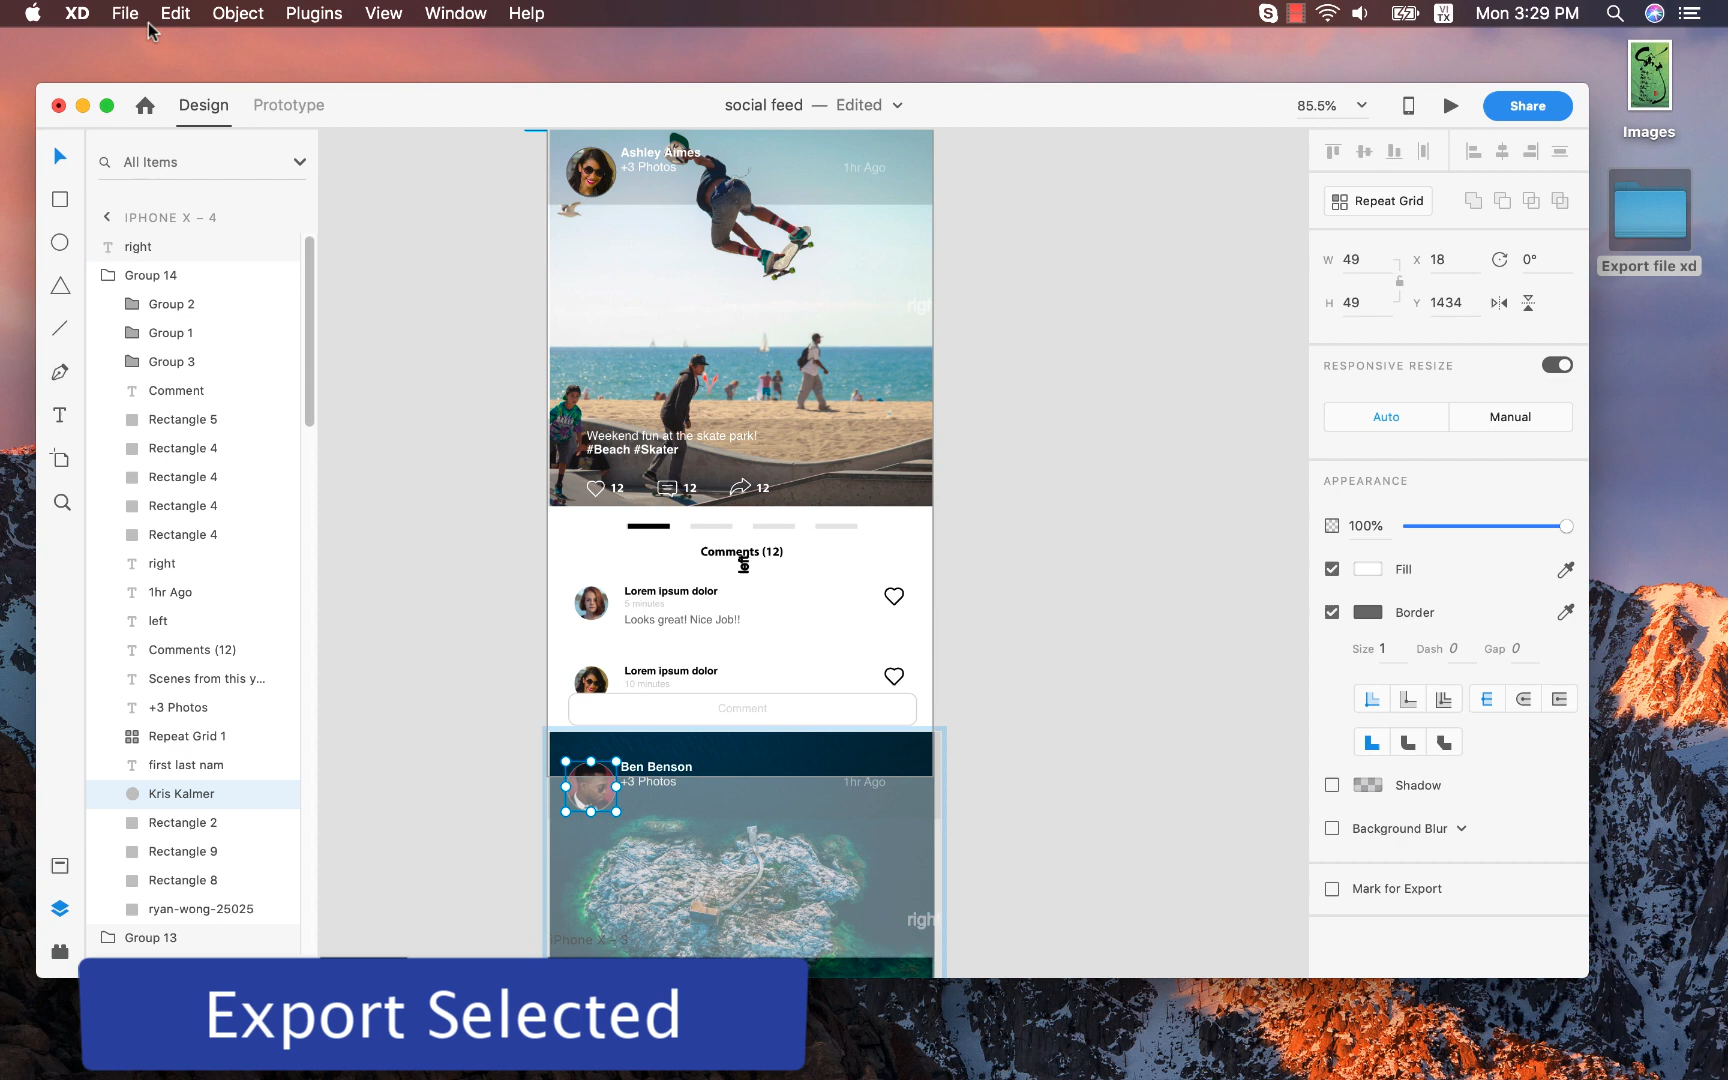 XD File Edit Object Plugins View Window Help
VI
TX
Mon 3:29 PM
Images
Export file xd
Design Prototype
social feed — Edited
85.5%
Share
All Items
IPHONE X – 4
right
Group 14
Group 2
Group 1
Group 3
Comment
Rectangle 5
Rectangle 4
Rectangle 4
Rectangle 4
Rectangle 4
right
1hr Ago
left
Comments (12)
Scenes from this y...
+3 Photos
Repeat Grid 1
first last nam
Kris Kalmer
Rectangle 2
Rectangle 9
Rectangle 8
ryan-wong-25025
Group 13
Ashley Aimes
+3 Photos
1hr Ago
Weekend fun at the skate park!
#Beach #Skater
12 12 12
Comments (12)
left
Lorem ipsum dolor
5 minutes
Looks great! Nice Job!!
Lorem ipsum dolor
10 minutes
Comment
Ben Benson
+3 Photos
1hr Ago
right
iPhone X – 3
Repeat Grid
W 49 X 18 0°
H 49 Y 1434
RESPONSIVE RESIZE
Auto Manual
APPEARANCE
100%
Fill
Border
Size 1 Dash 0 Gap 0
Shadow
Background Blur
Mark for Export
Export Selected